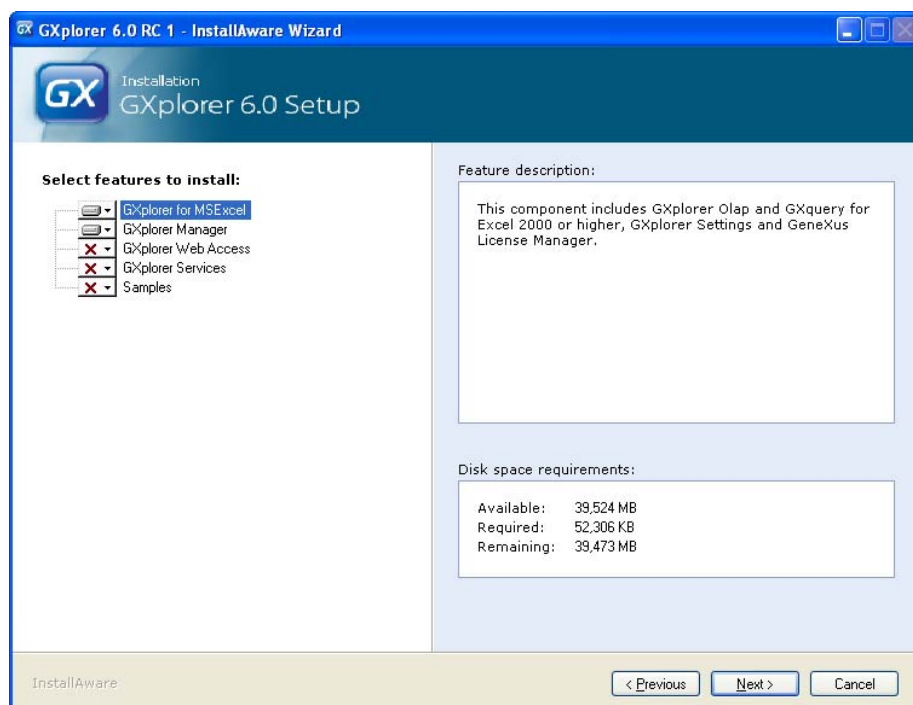 GX GXplorer 6.0 RC 1 - InstallAware Wizard
GX
Installation
GXplorer 6.0 Setup
Select features to install:
GXplorer for MSExcel
GXplorer Manager
GXplorer Web Access
GXplorer Services
Samples
Feature description:
This component includes GXplorer Olap and GXquery for
Excel 2000 or higher, GXplorer Settings and GeneXus
License Manager.
Disk space requirements:
Available: 39,524 MB
Required: 52,306 KB
Remaining: 39,473 MB
InstallAware
< Previous
Next >
Cancel